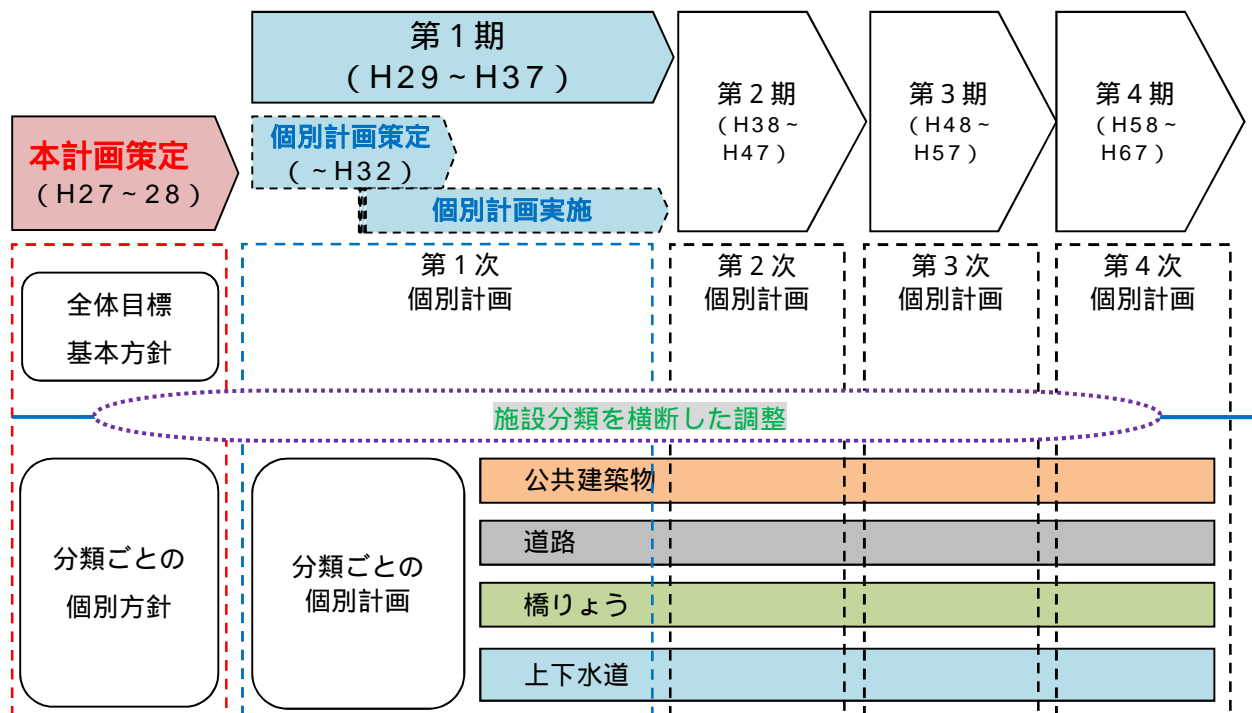 第１期
（H29～H37）
第２期
（H38～
H47）
第３期
（H48～
H57）
第４期
（H58～
H67）
本計画策定
（H27～28）
個別計画策定
（～H32）
個別計画実施
第１次
個別計画
第２次
個別計画
第３次
個別計画
第４次
個別計画
全体目標
基本方針
施設分類を横断した調整
分類ごとの
個別方針
分類ごとの
個別計画
公共建築物
道路
橋りょう
上下水道